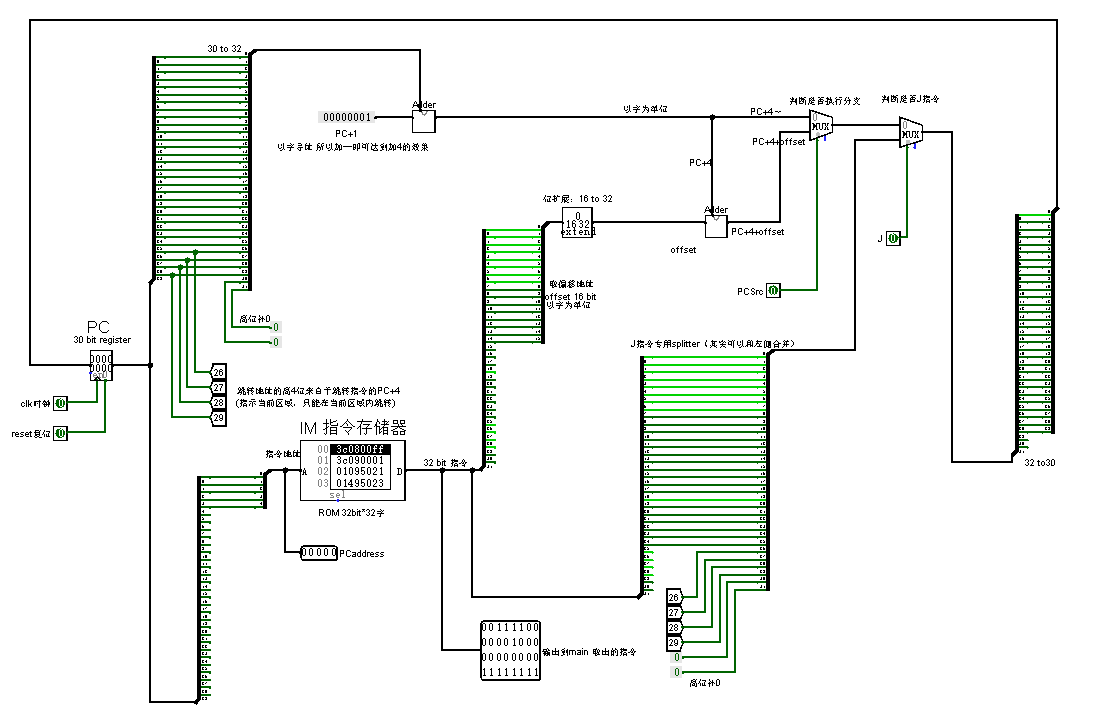 30 to 32
Adder
00000001
PC+1
以字寻址 所以加一即可达到加4的效果
以字为单位
PC+4~
判断是否执行分支
0
MUX
判断是否J指令
0
MUX
PC+4+offset
PC+4
位扩展：16 to 32
0
16 32
extend
Adder
PC+4+offset
offset
J
取偏移地址
offset 16 bit
以字为单位
PCSrc
高位补0
0
0
PC
30 bit register
0000
0000
en0
J指令专用splitter（其实可以和左侧合并）
26
27
28
29
跳转地址的高4位来自于跳转指令的PC+4
(指示当前区域，只能在当前区域内跳转)
clk时钟
reset复位
IM 指令存储器
指令地址
A
00 3c0800ff
01 3c090001
02 01095021
03 01495023
sel
D
32 bit 指令
ROM 32bit*32字
32 to30
00000
PCaddress
26
27
28
29
0
0
高位补0
00111100
00001000
00000000
11111111
输出到main 取出的指令